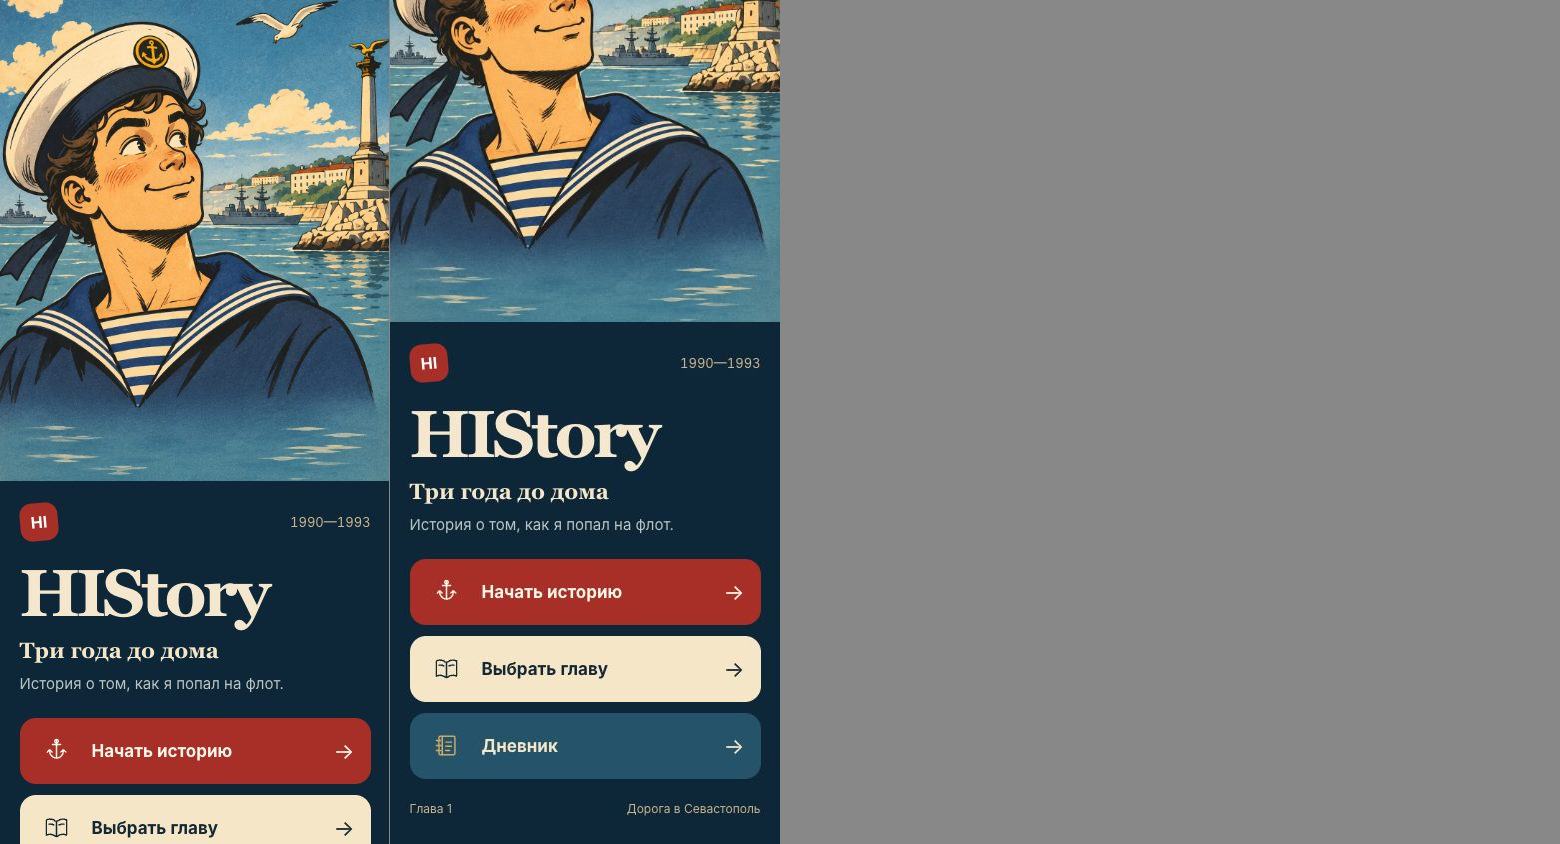 HI
1990—1993
HIStory
Три года до дома
История о том, как я попал на флот.
Начать историю
Выбрать главу
HI
1990—1993
HIStory
Три года до дома
История о том, как я попал на флот.
Начать историю
Выбрать главу
Дневник
Глава 1
Дорога в Севастополь